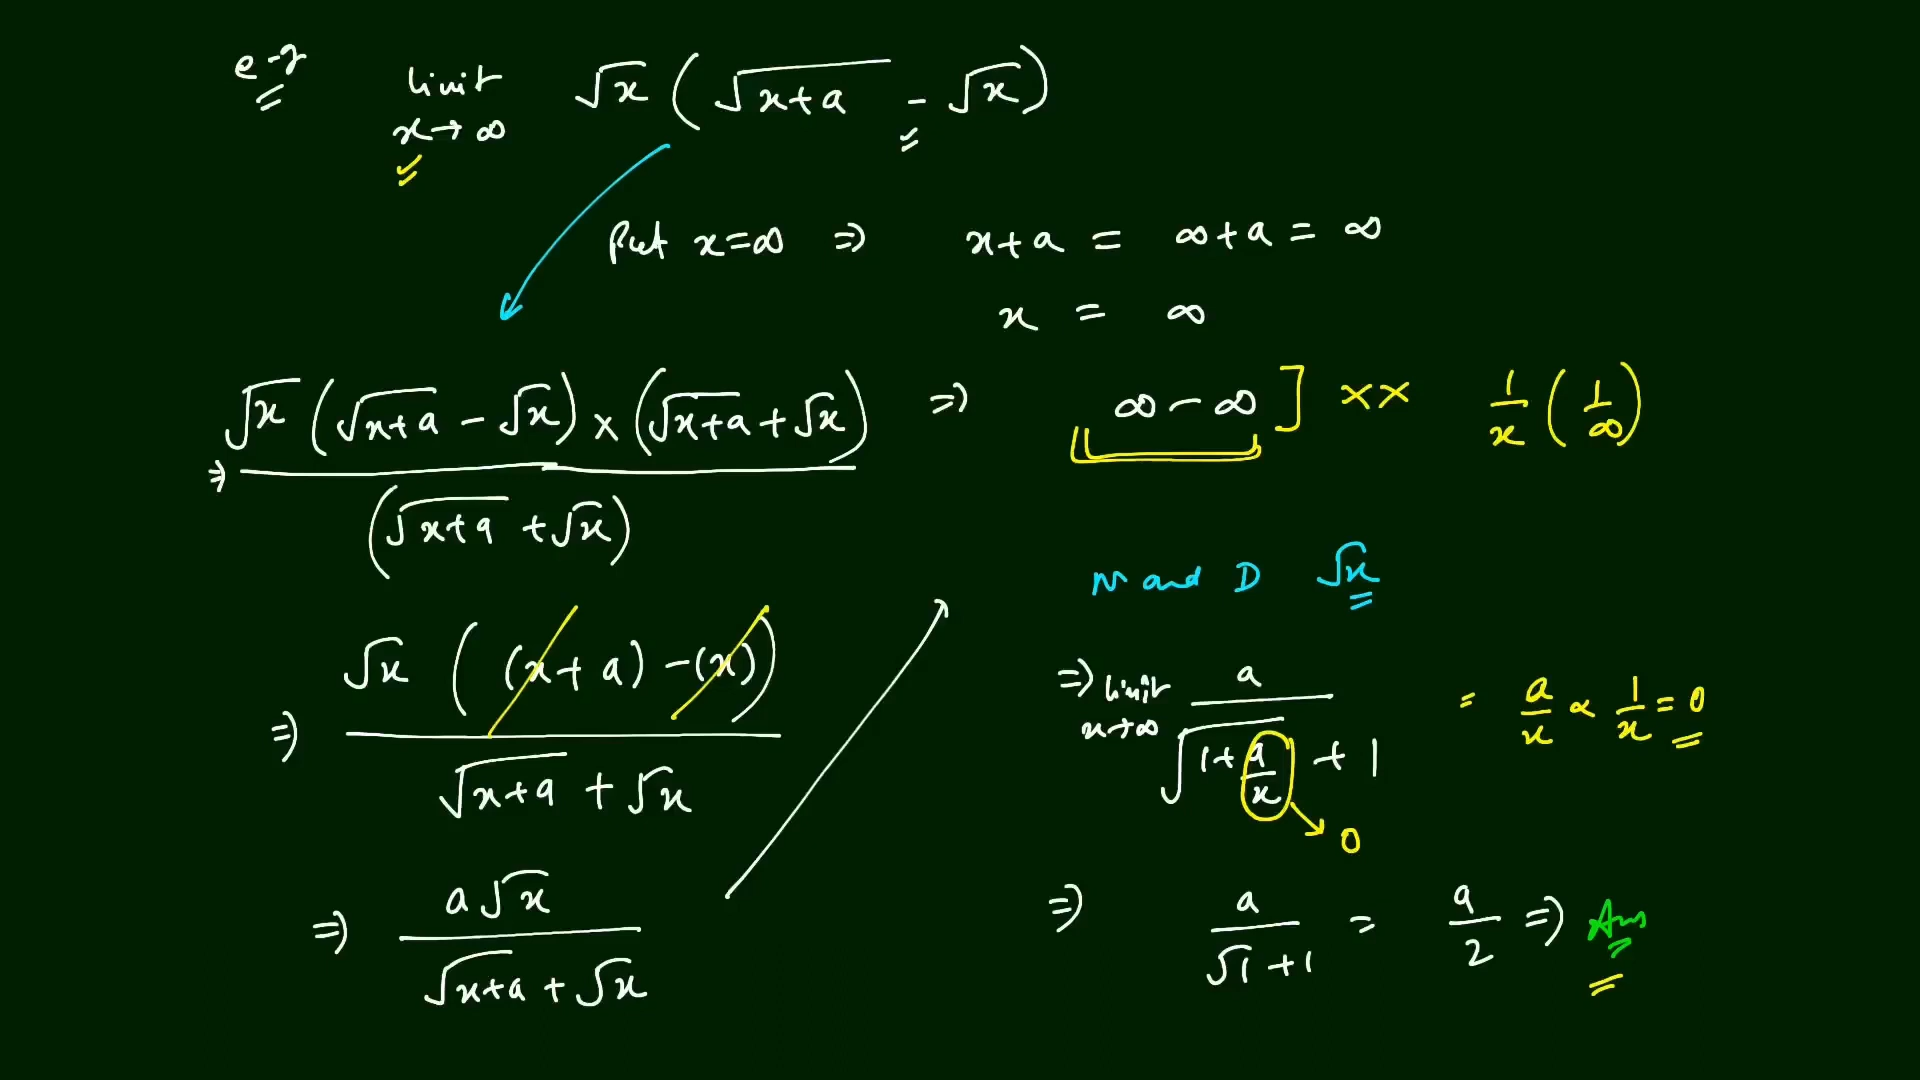 e-g limit x→∞ √x ( √(x+a) - √x )
Put x=∞ ⇒ x+a = ∞+a = ∞
x = ∞
⇒ √x (√(x+a) - √x) × (√(x+a) + √x) / (√(x+a) + √x)
⇒ ∞ - ∞ ] ×× 1/x (1/∞)
⇒ √x ( (x+a) - (x) ) / √(x+a) + √x
⇒ a√x / √(x+a) + √x
N and D √x
⇒ limit x→∞ a / √(1+a/x) + 1 = a/x ∝ 1/x = 0
0
⇒ a / √1 + 1 = a/2 ⇒ Ans